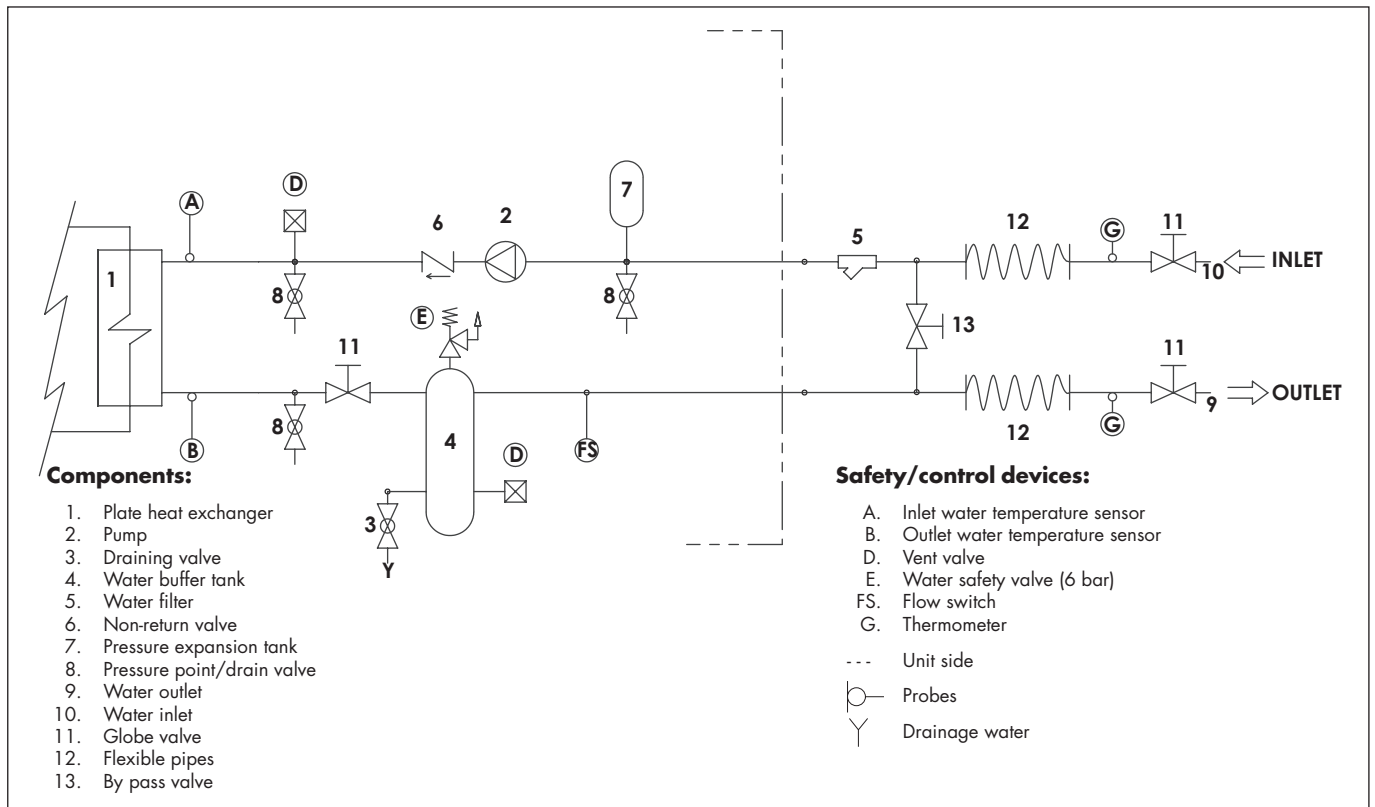 D
7
A
6
2
12
G
11
5
10
INLET
1
8
8
E
13
11
11
9
OUTLET
8
12
G
B
4
FS
D
3
Components:
1. Plate heat exchanger
2. Pump
3. Draining valve
4. Water buffer tank
5. Water filter
6. Non-return valve
7. Pressure expansion tank
8. Pressure point/drain valve
9. Water outlet
10. Water inlet
11. Globe valve
12. Flexible pipes
13. By pass valve
Safety/control devices:
A. Inlet water temperature sensor
B. Outlet water temperature sensor
D. Vent valve
E. Water safety valve (6 bar)
FS. Flow switch
G. Thermometer
--- Unit side
Probes
Drainage water